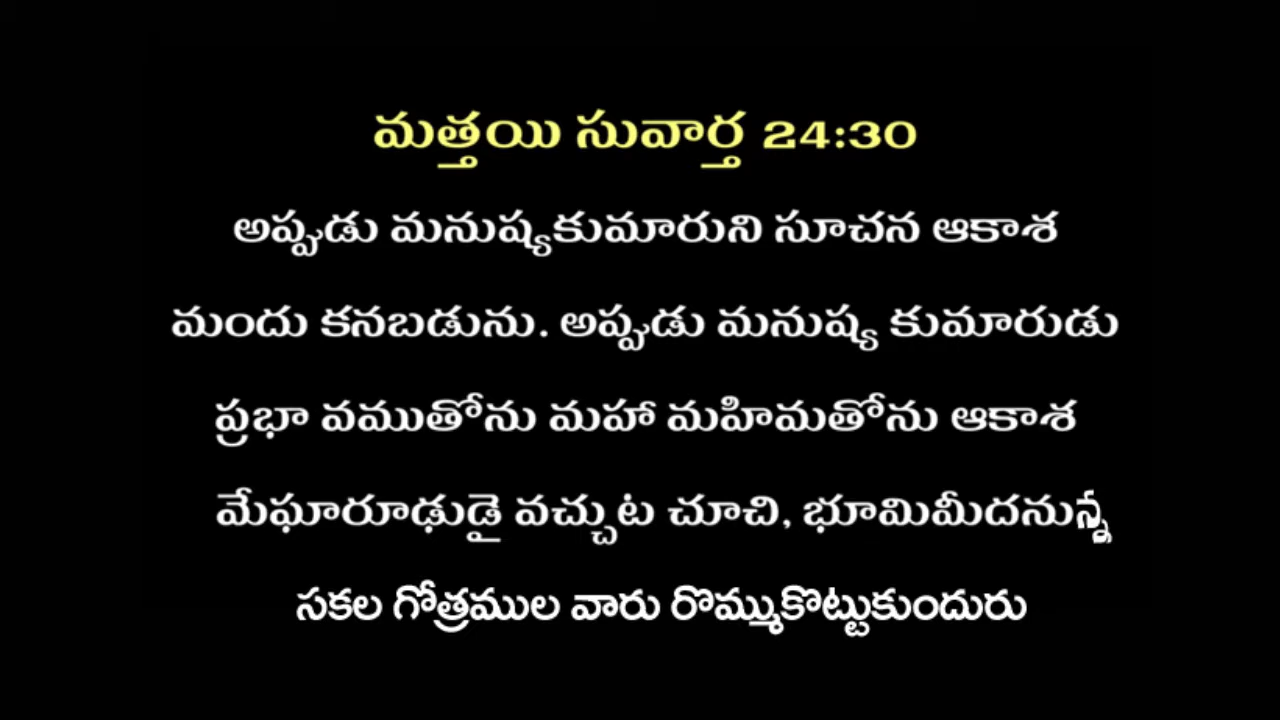 మత్తయి సువార్త 24:30
అప్పుడు మనుష్యకుమారుని సూచన ఆకాశ
మందు కనబడును. అప్పుడు మనుష్య కుమారుడు
ప్రభా వముతోను మహా మహిమతోను ఆకాశ
మేఘారూఢుడై వచ్చుట చూచి, భూమిమీదనున్న
సకల గోత్రముల వారు రొమ్ముకొట్టుకుందురు